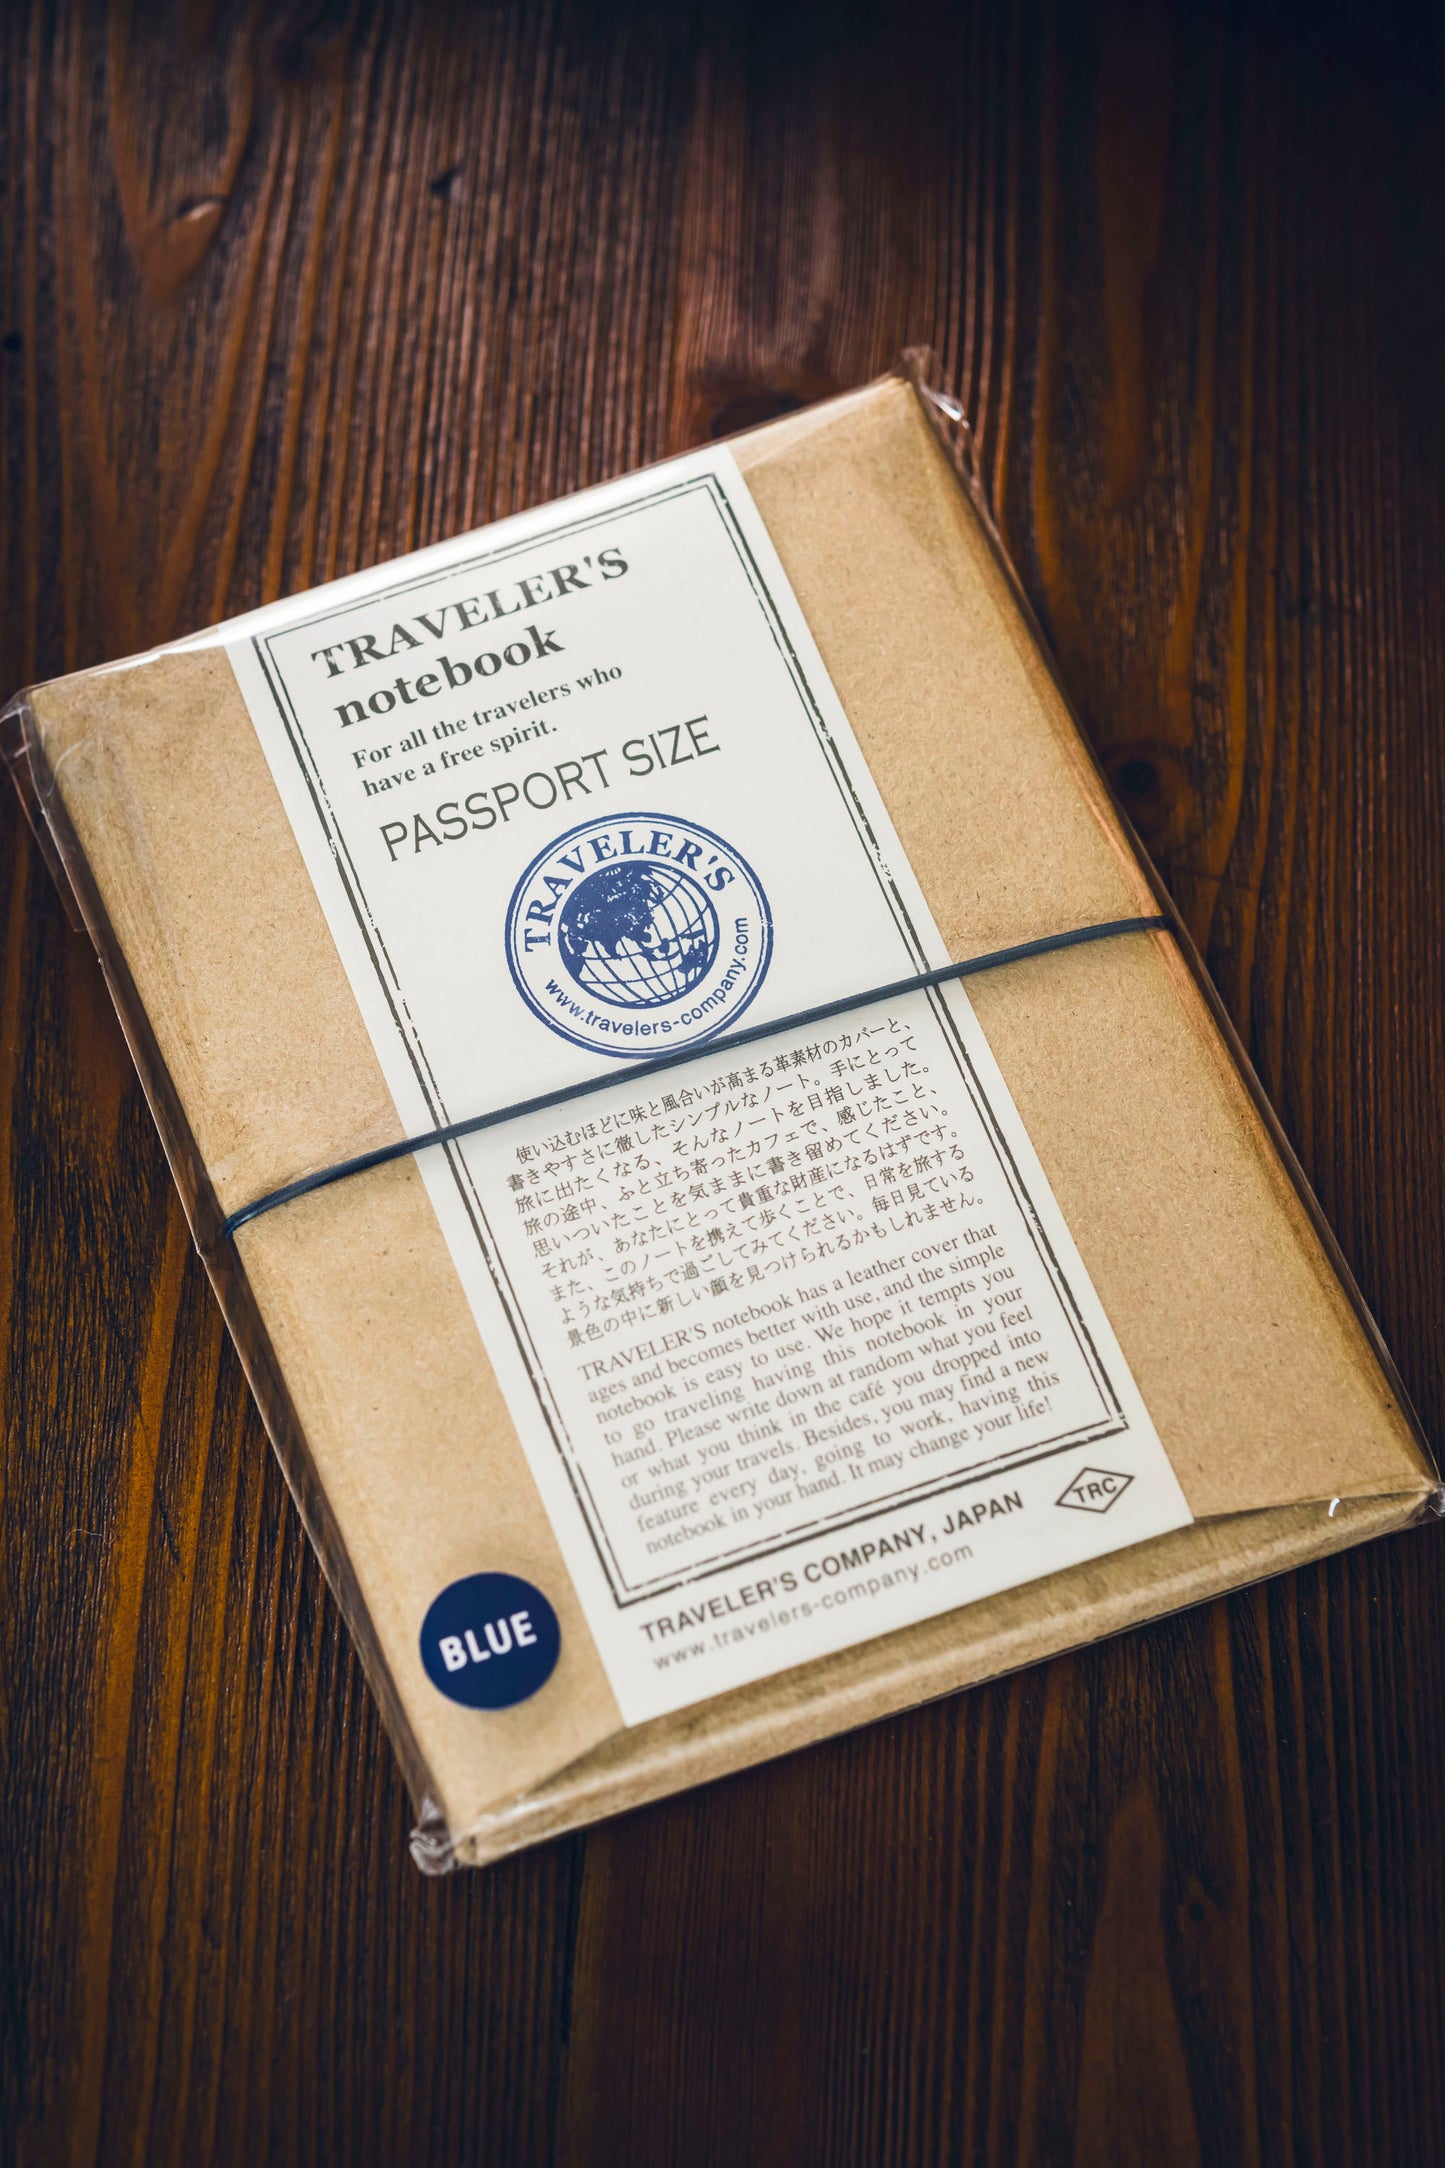 TRAVELER'S
notebook
For all the travelers who
have a free spirit.
PASSPORT SIZE
TRAVELER'S
www.travelers-company.com
使い込むほどに味と風合いが高まる革素材のカバーと、
書きやすさに徹したシンプルなノート。手にとって
旅に出たくなる、そんなノートを目指しました。
旅の途中、ふと立ち寄ったカフェで、感じたこと、
思いついたことを気ままに書き留めてください。
それが、あなたにとって貴重な財産になるはずです。
また、このノートを携えて歩くことで、日常を旅する
ような気持ちで過ごしてみてください。毎日見ている
景色の中に新しい顔を見つけられるかもしれません。
TRAVELER'S notebook has a leather cover that
ages and becomes better with use, and the simple
notebook is easy to use. We hope it tempts you
to go traveling having this notebook in your
hand. Please write down at random what you feel
or what you think in the café you dropped into
during your travels. Besides, you may find a new
feature every day, going to work, having this
notebook in your hand. It may change your life!
TRAVELER'S COMPANY, JAPAN
www.travelers-company.com
TRC
BLUE